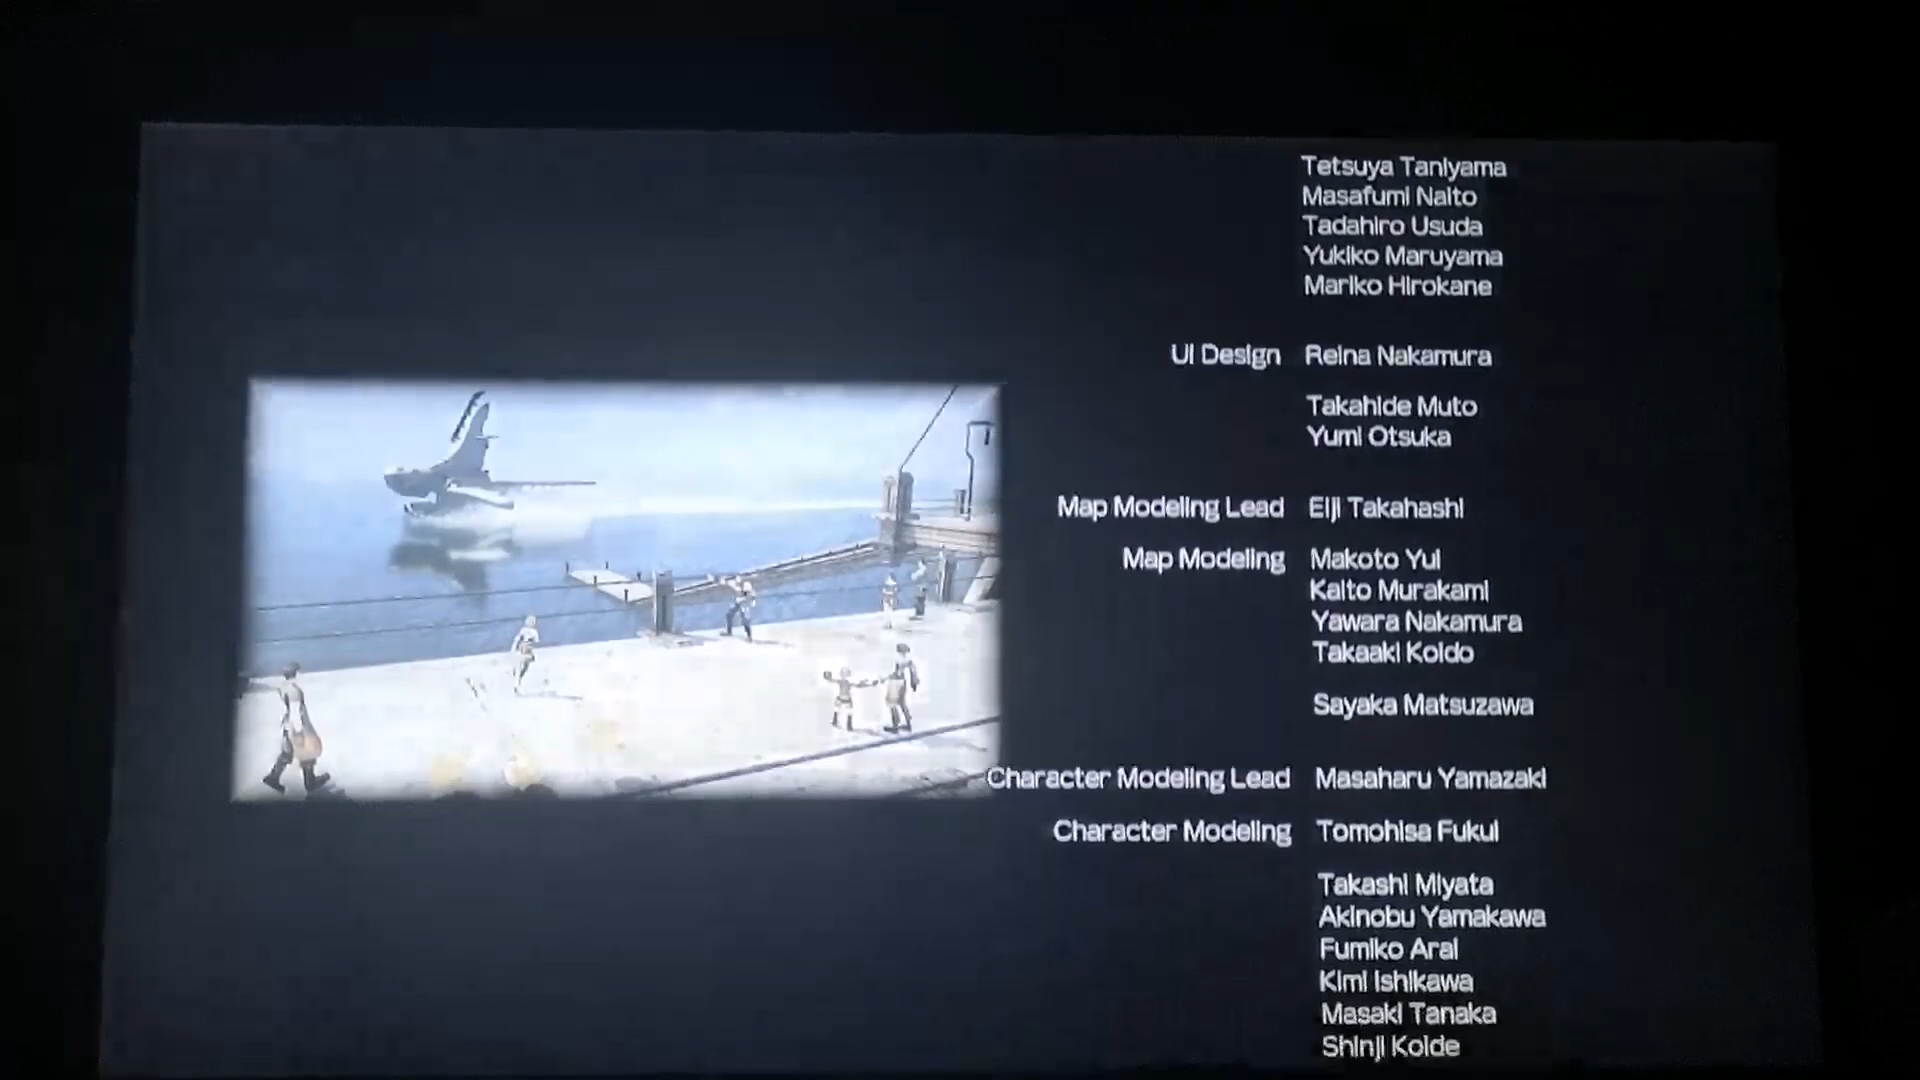 Tetsuya Taniyama
Masafumi Naito
Tadahiro Usuda
Yukiko Maruyama
Mariko Hirokane
UI Design Reina Nakamura
Takahide Muto
Yumi Otsuka
Map Modeling Lead Eiji Takahashi
Map Modeling Makoto Yui
Kaito Murakami
Yawara Nakamura
Takaaki Koido
Sayaka Matsuzawa
Character Modeling Lead Masaharu Yamazaki
Character Modeling Tomohisa Fukui
Takashi Miyata
Akinobu Yamakawa
Fumiko Arai
Kimi Ishikawa
Masaki Tanaka
Shinji Koide